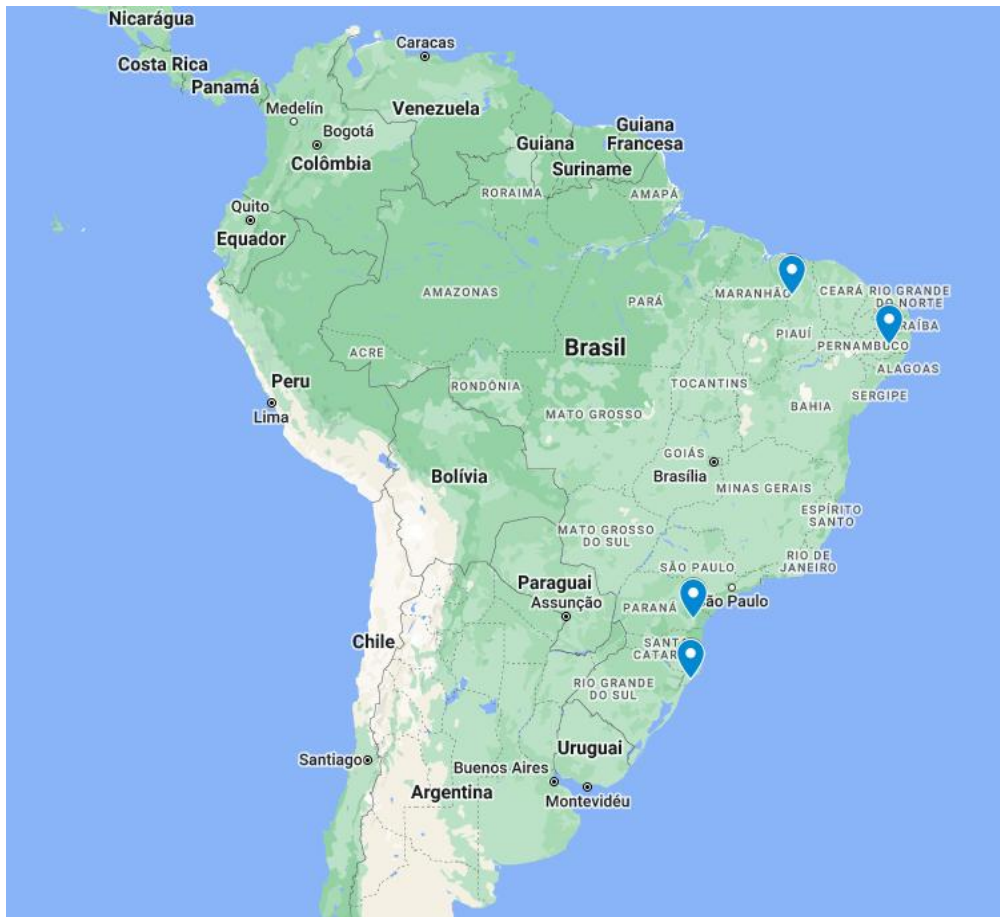 Nicarágua
Caracas
Costa Rica
Panamá
Medelín
Venezuela
Bogotá
Guiana
Guiana
Francesa
Colômbia
Suriname
RORAIMA
AMAPÁ
Quito
Equador
AMAZONAS
PARÁ
MARANHÃO
CEARÁ
RIO GRANDE
DO NORTE
PIAUÍ
PERNAMBUCO
Brasil
ACRE
ALAGOAS
Peru
RONDÔNIA
TOCANTINS
SERGIPE
Lima
MATO GROSSO
BAHIA
GOIÁS
Brasília
Bolívia
MINAS GERAIS
ESPÍRITO
SANTO
MATO GROSSO
DO SUL
RIO DE
JANEIRO
SÃO PAULO
Paraguai
Assunção
PARANÁ
Paulo
Chile
RIO GRANDE
DO SUL
Uruguai
Santiago
Buenos Aires
Argentina
Montevidéu